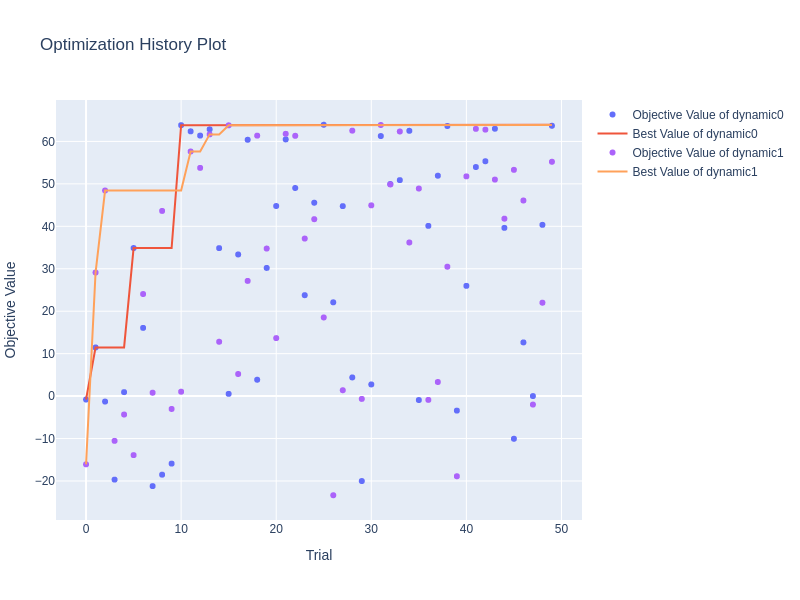 Optimization History Plot
Objective Value of dynamic0
Best Value of dynamic0
Objective Value of dynamic1
Best Value of dynamic1
60
50
40
30
20
10
0
−10
−20
Objective Value
0
10
20
30
40
50
Trial